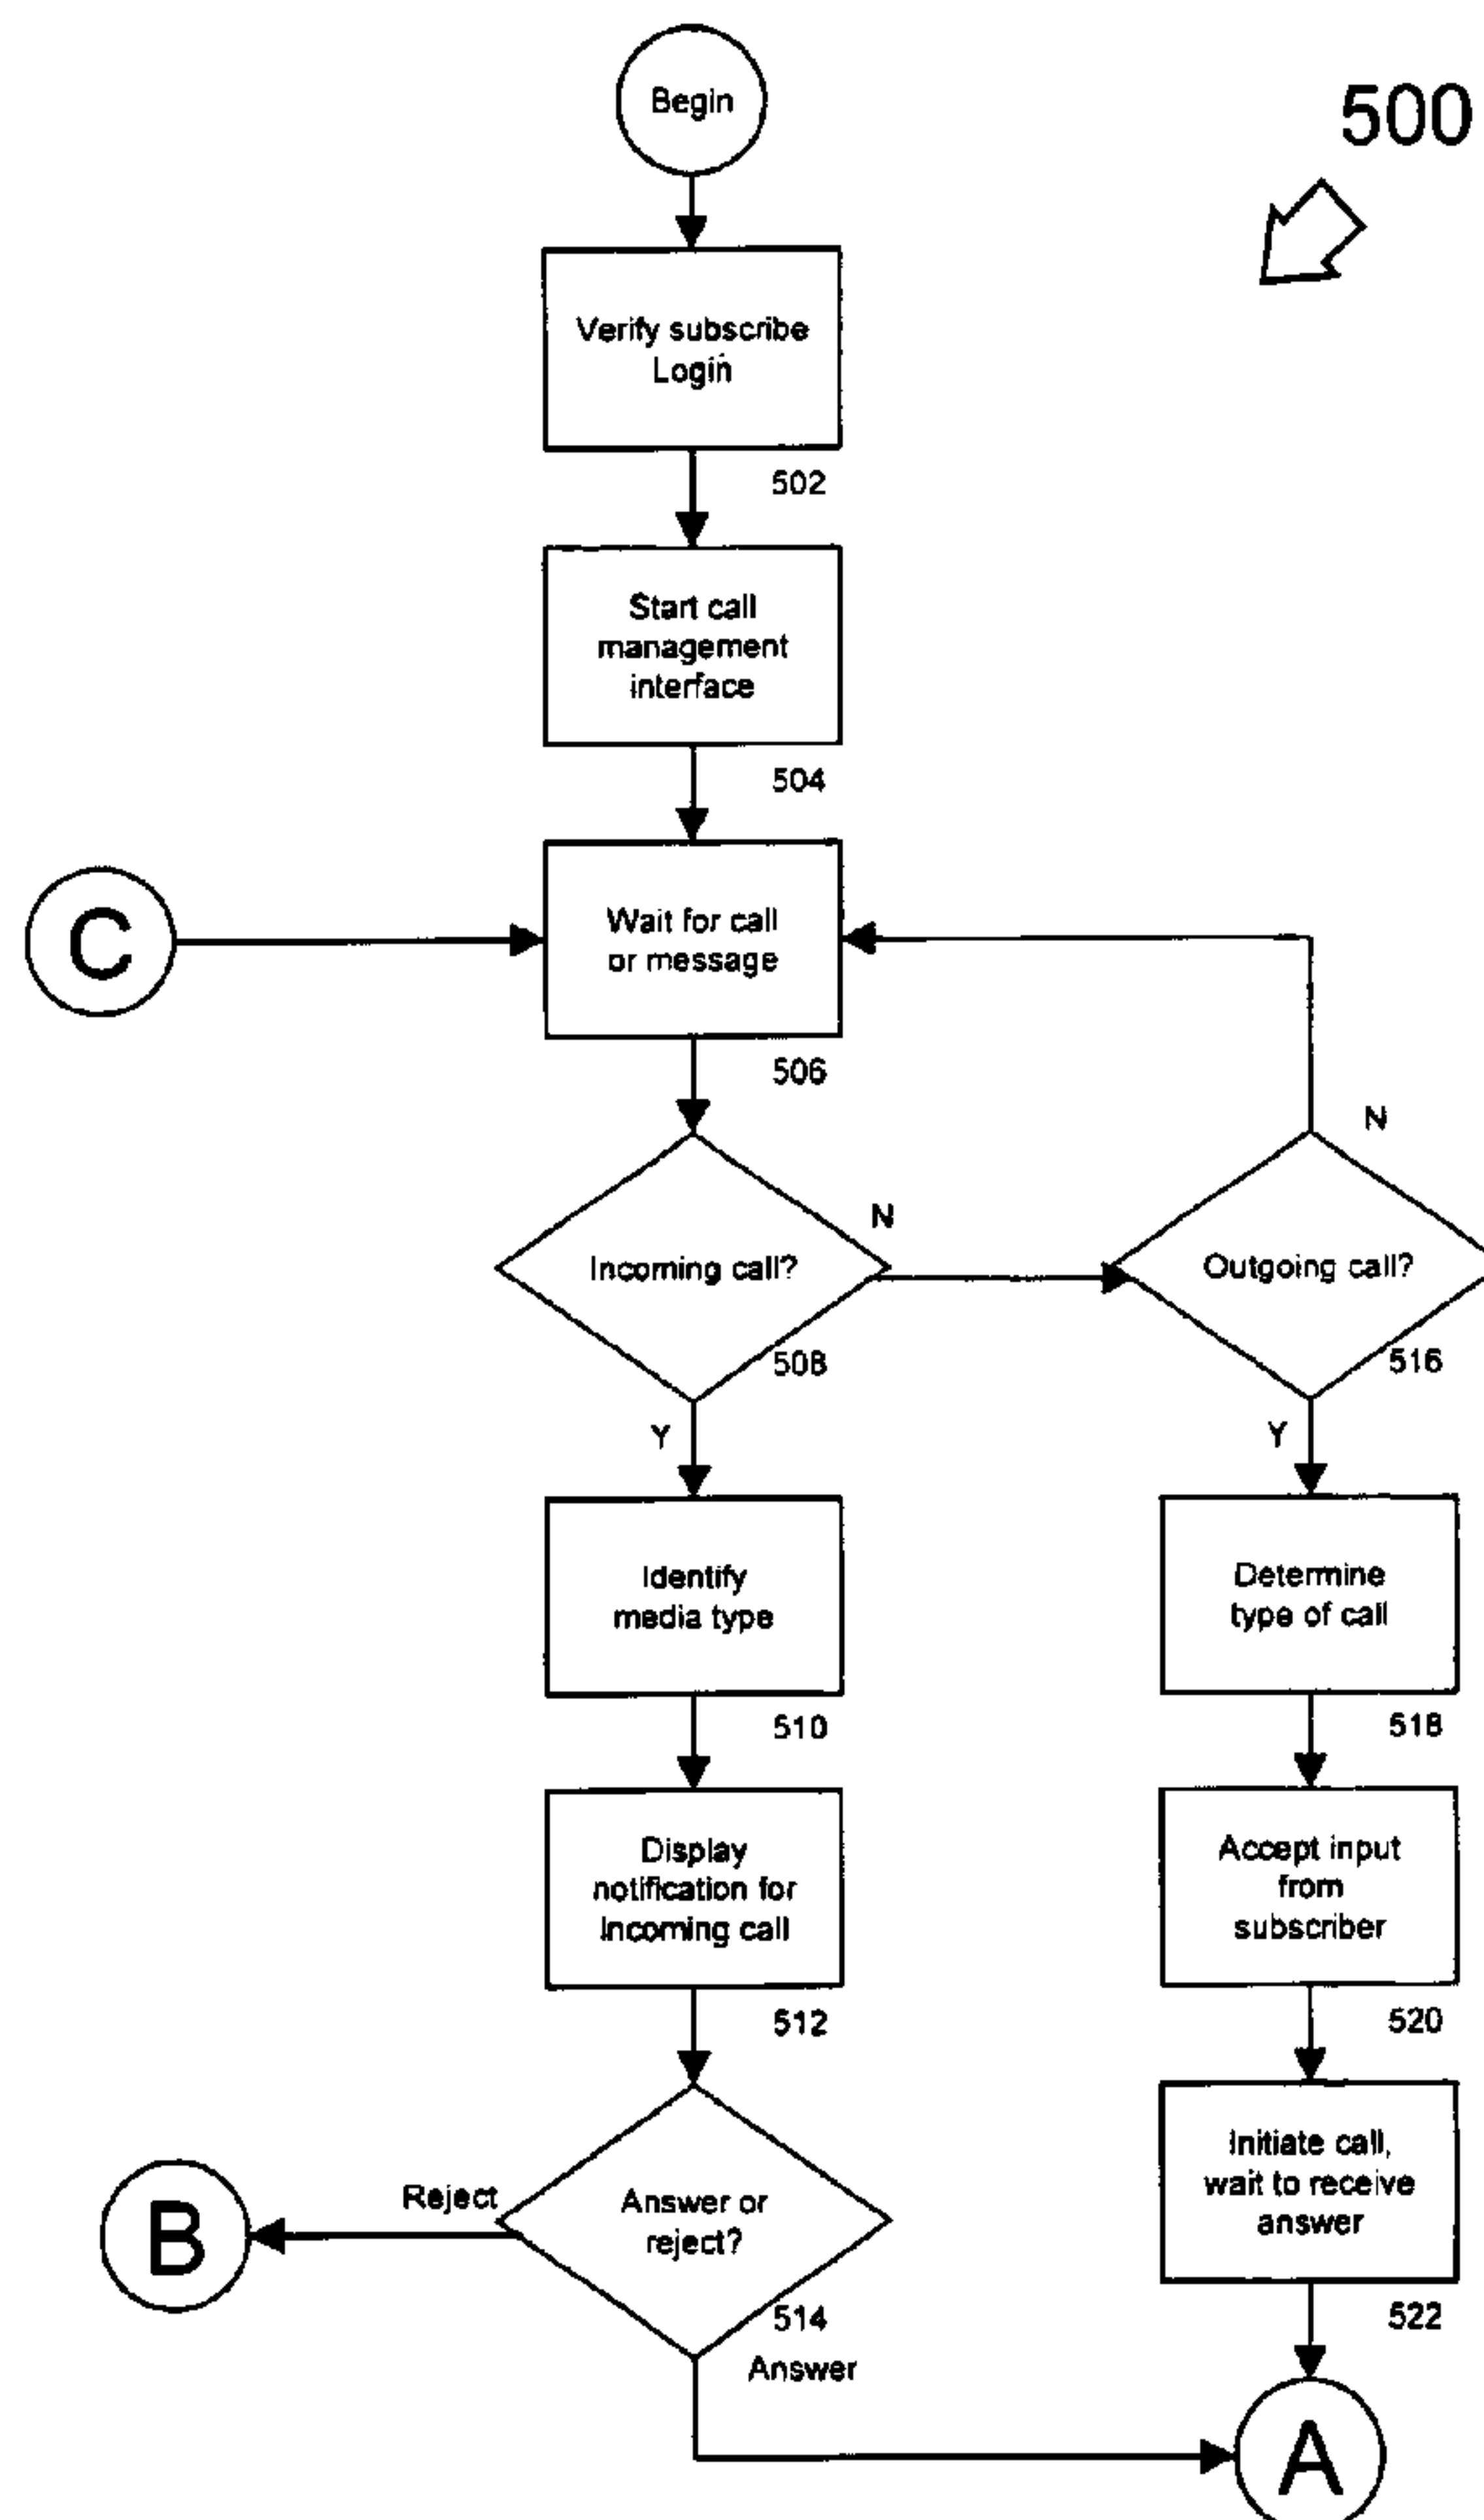 Begin
500
Verify subscribe
Login
502
Start call
management
interface
504
C
Wait for call
or message
506
N
N
Incoming call?
Outgoing call?
508
516
Y
Y
Identify
media type
Determine
type of call
510
518
Display
notification for
Incoming call
Accept input
from
subscriber
512
520
Initiate call,
wait to receive
answer
B
Reject
Answer or
reject?
514
522
Answer
A